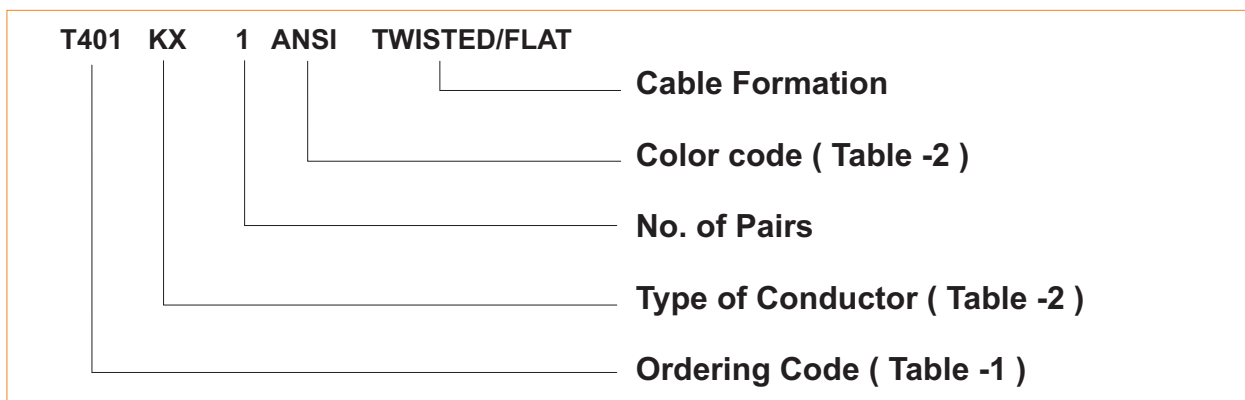 T401 KX 1 ANSI TWISTED/FLAT
Cable Formation
Color code ( Table -2 )
No. of Pairs
Type of Conductor ( Table -2 )
Ordering Code ( Table -1 )